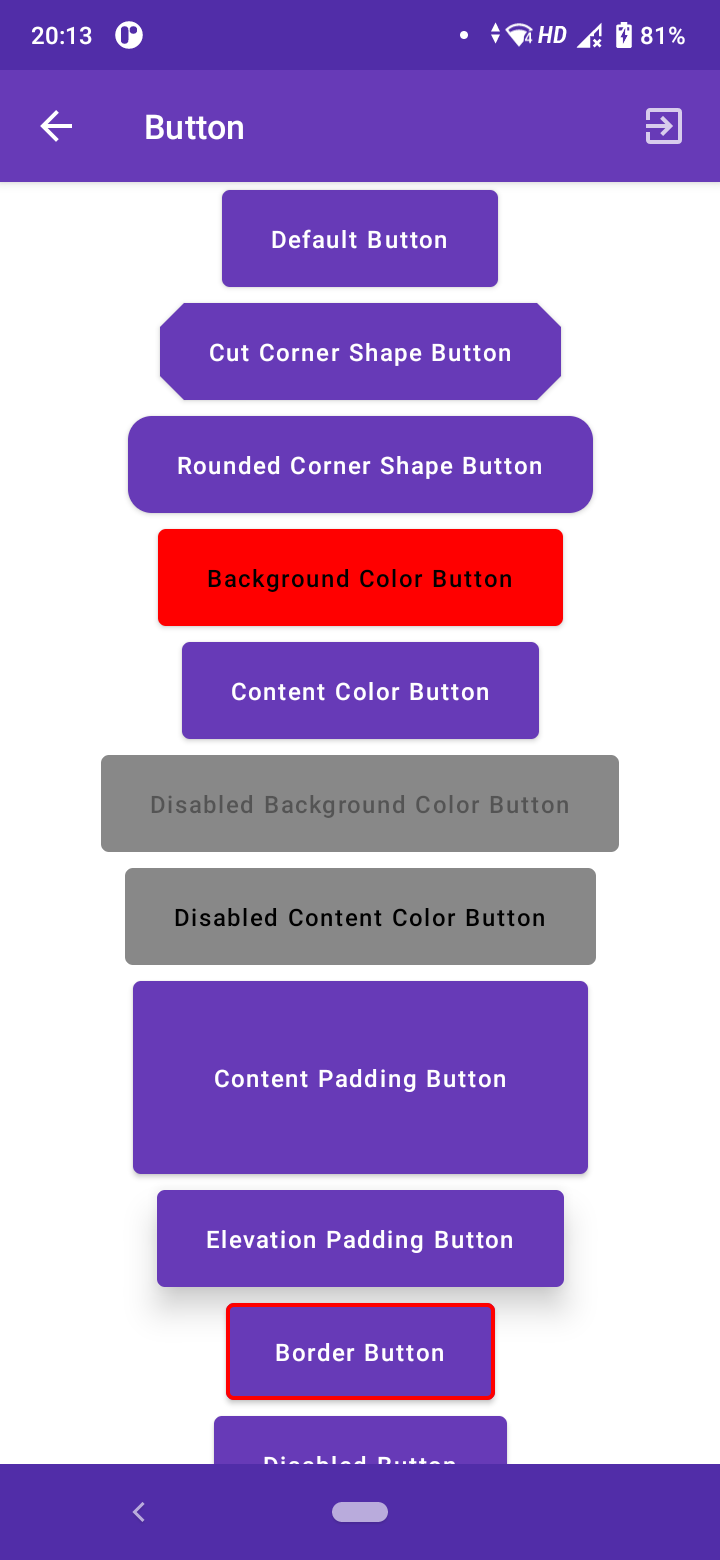 20:13
4 HD 81%
Button
Default Button
Cut Corner Shape Button
Rounded Corner Shape Button
Background Color Button
Content Color Button
Disabled Background Color Button
Disabled Content Color Button
Content Padding Button
Elevation Padding Button
Border Button
Disabled Button